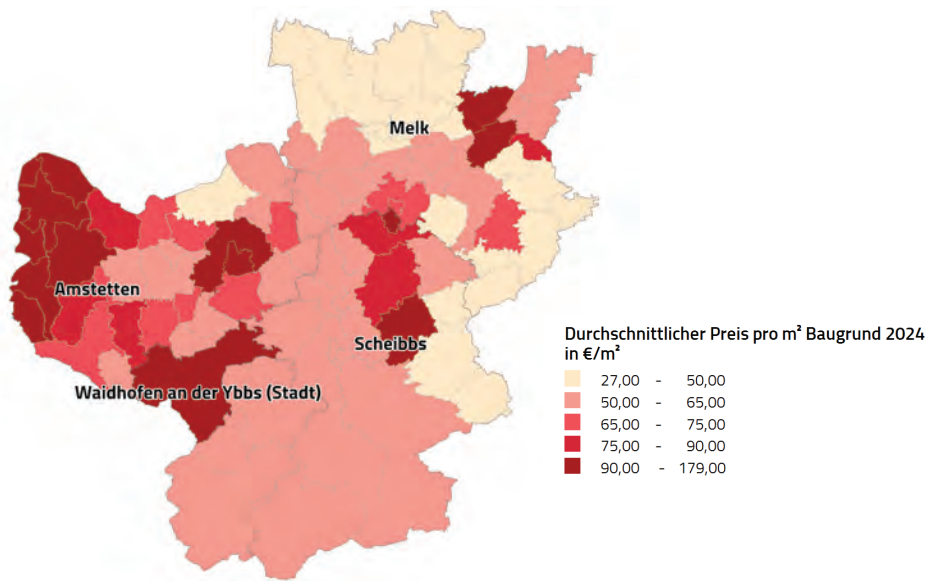 Melk
Amstetten
Scheibbs
Waidhofen an der Ybbs (Stadt)
Durchschnittlicher Preis pro m² Baugrund 2024
in €/m²
27,00 - 50,00
50,00 - 65,00
65,00 - 75,00
75,00 - 90,00
90,00 - 179,00